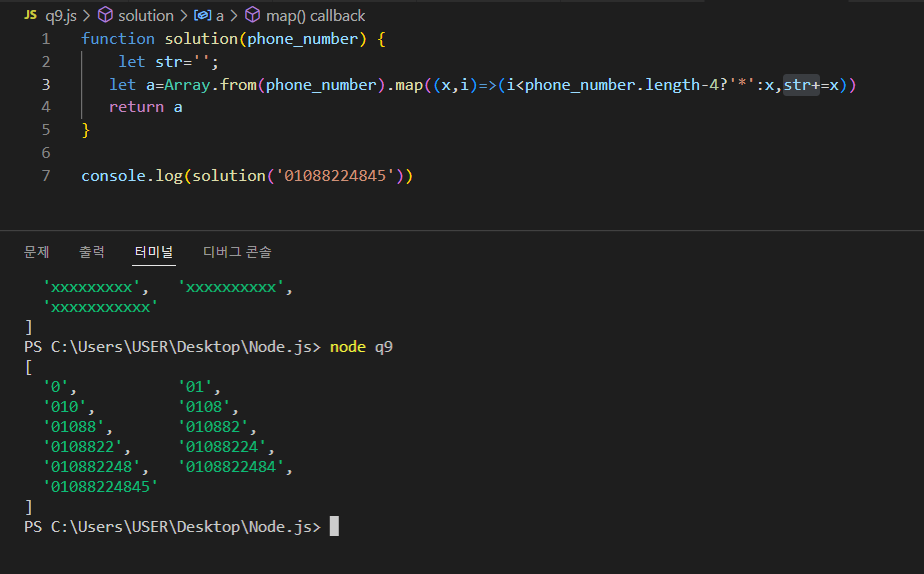 JS q9.js > solution > a > map() callback
1 function solution(phone_number) {
2 let str='';
3 let a=Array.from(phone_number).map((x,i)=>(i<phone_number.length-4?'*':x,str+=x))
4 return a
5 }
6
7 console.log(solution('01088224845'))
문제 출력 터미널 디버그 콘솔
'xxxxxxxxx', 'xxxxxxxxxx',
'xxxxxxxxxxx'
]
PS C:\Users\USER\Desktop\Node.js> node q9
[
'0', '01',
'010', '0108',
'01088', '010882',
'0108822', '01088224',
'010882248', '0108822484',
'01088224845'
]
PS C:\Users\USER\Desktop\Node.js>